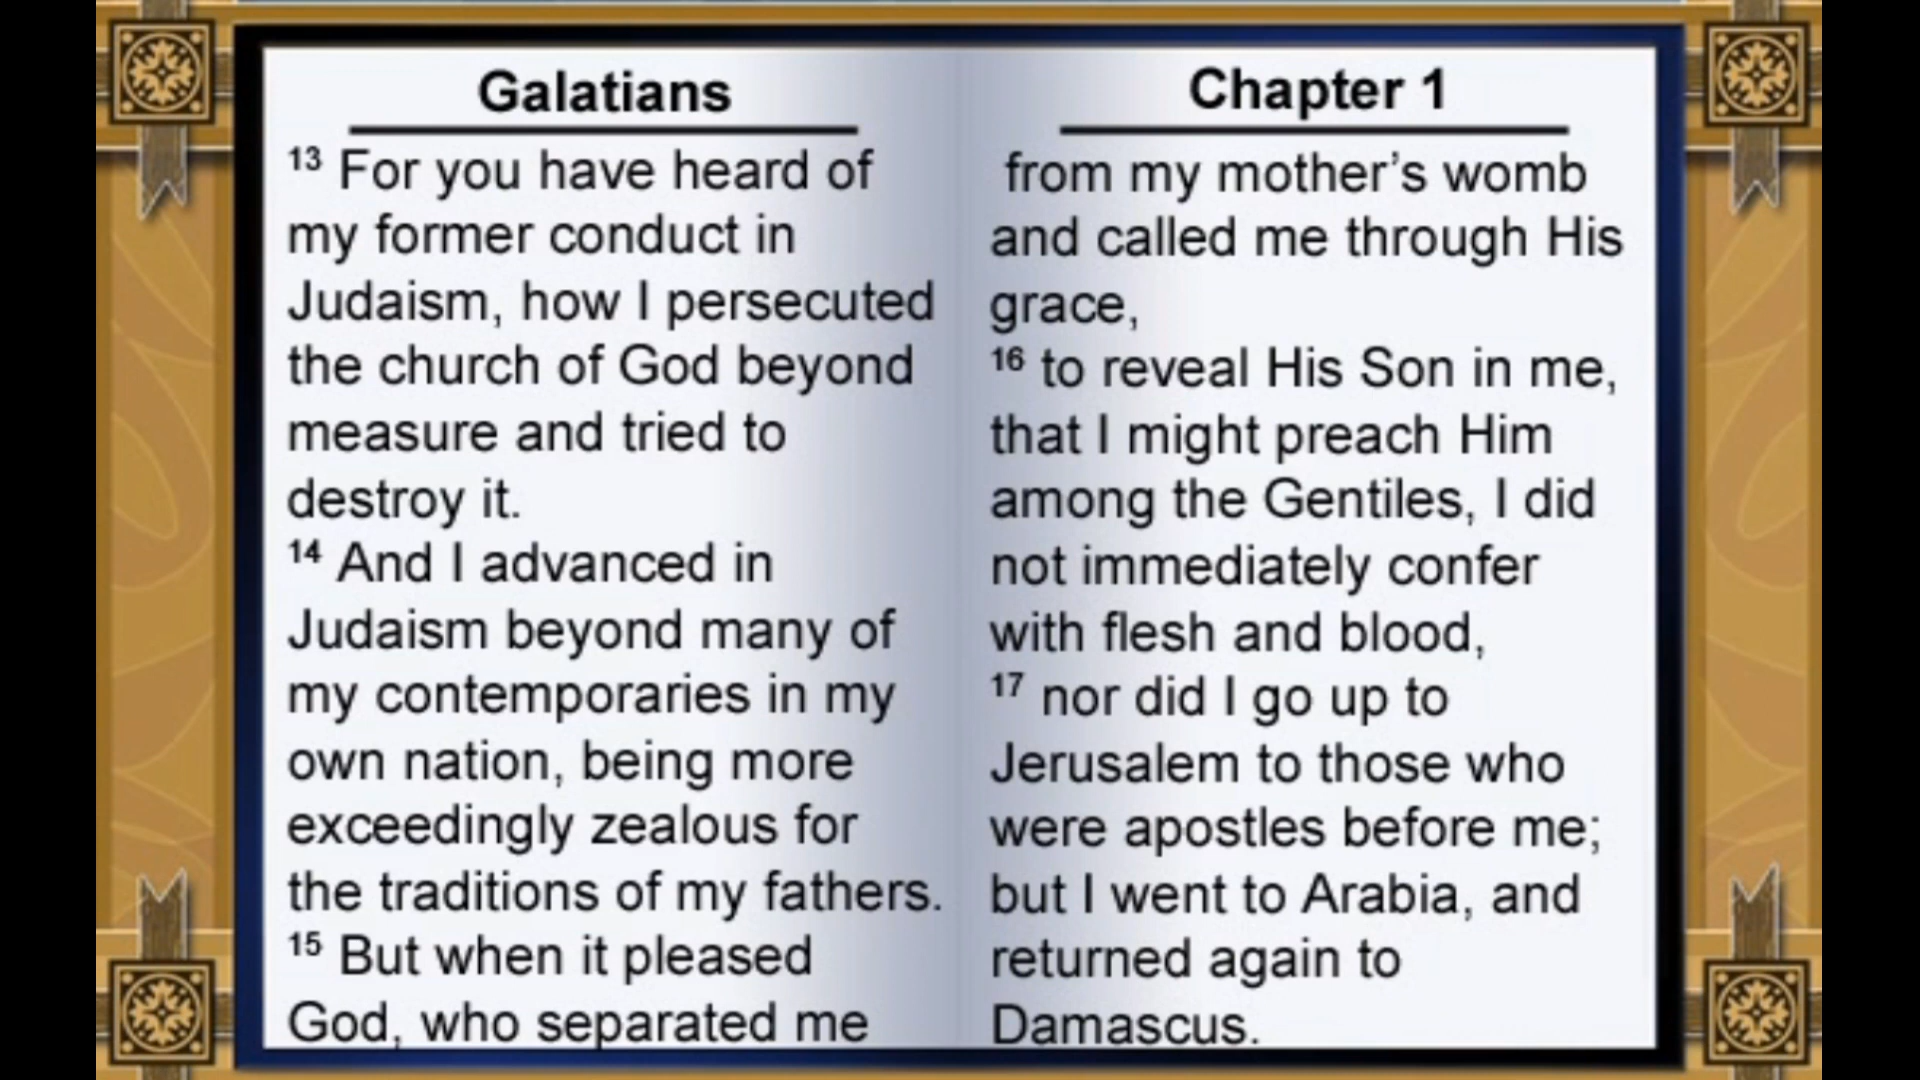 Galatians
13 For you have heard of
my former conduct in
Judaism, how I persecuted
the church of God beyond
measure and tried to
destroy it.
14 And I advanced in
Judaism beyond many of
my contemporaries in my
own nation, being more
exceedingly zealous for
the traditions of my fathers.
15 But when it pleased
God, who separated me
Chapter 1
from my mother’s womb
and called me through His
grace,
16 to reveal His Son in me,
that I might preach Him
among the Gentiles, I did
not immediately confer
with flesh and blood,
17 nor did I go up to
Jerusalem to those who
were apostles before me;
but I went to Arabia, and
returned again to
Damascus.